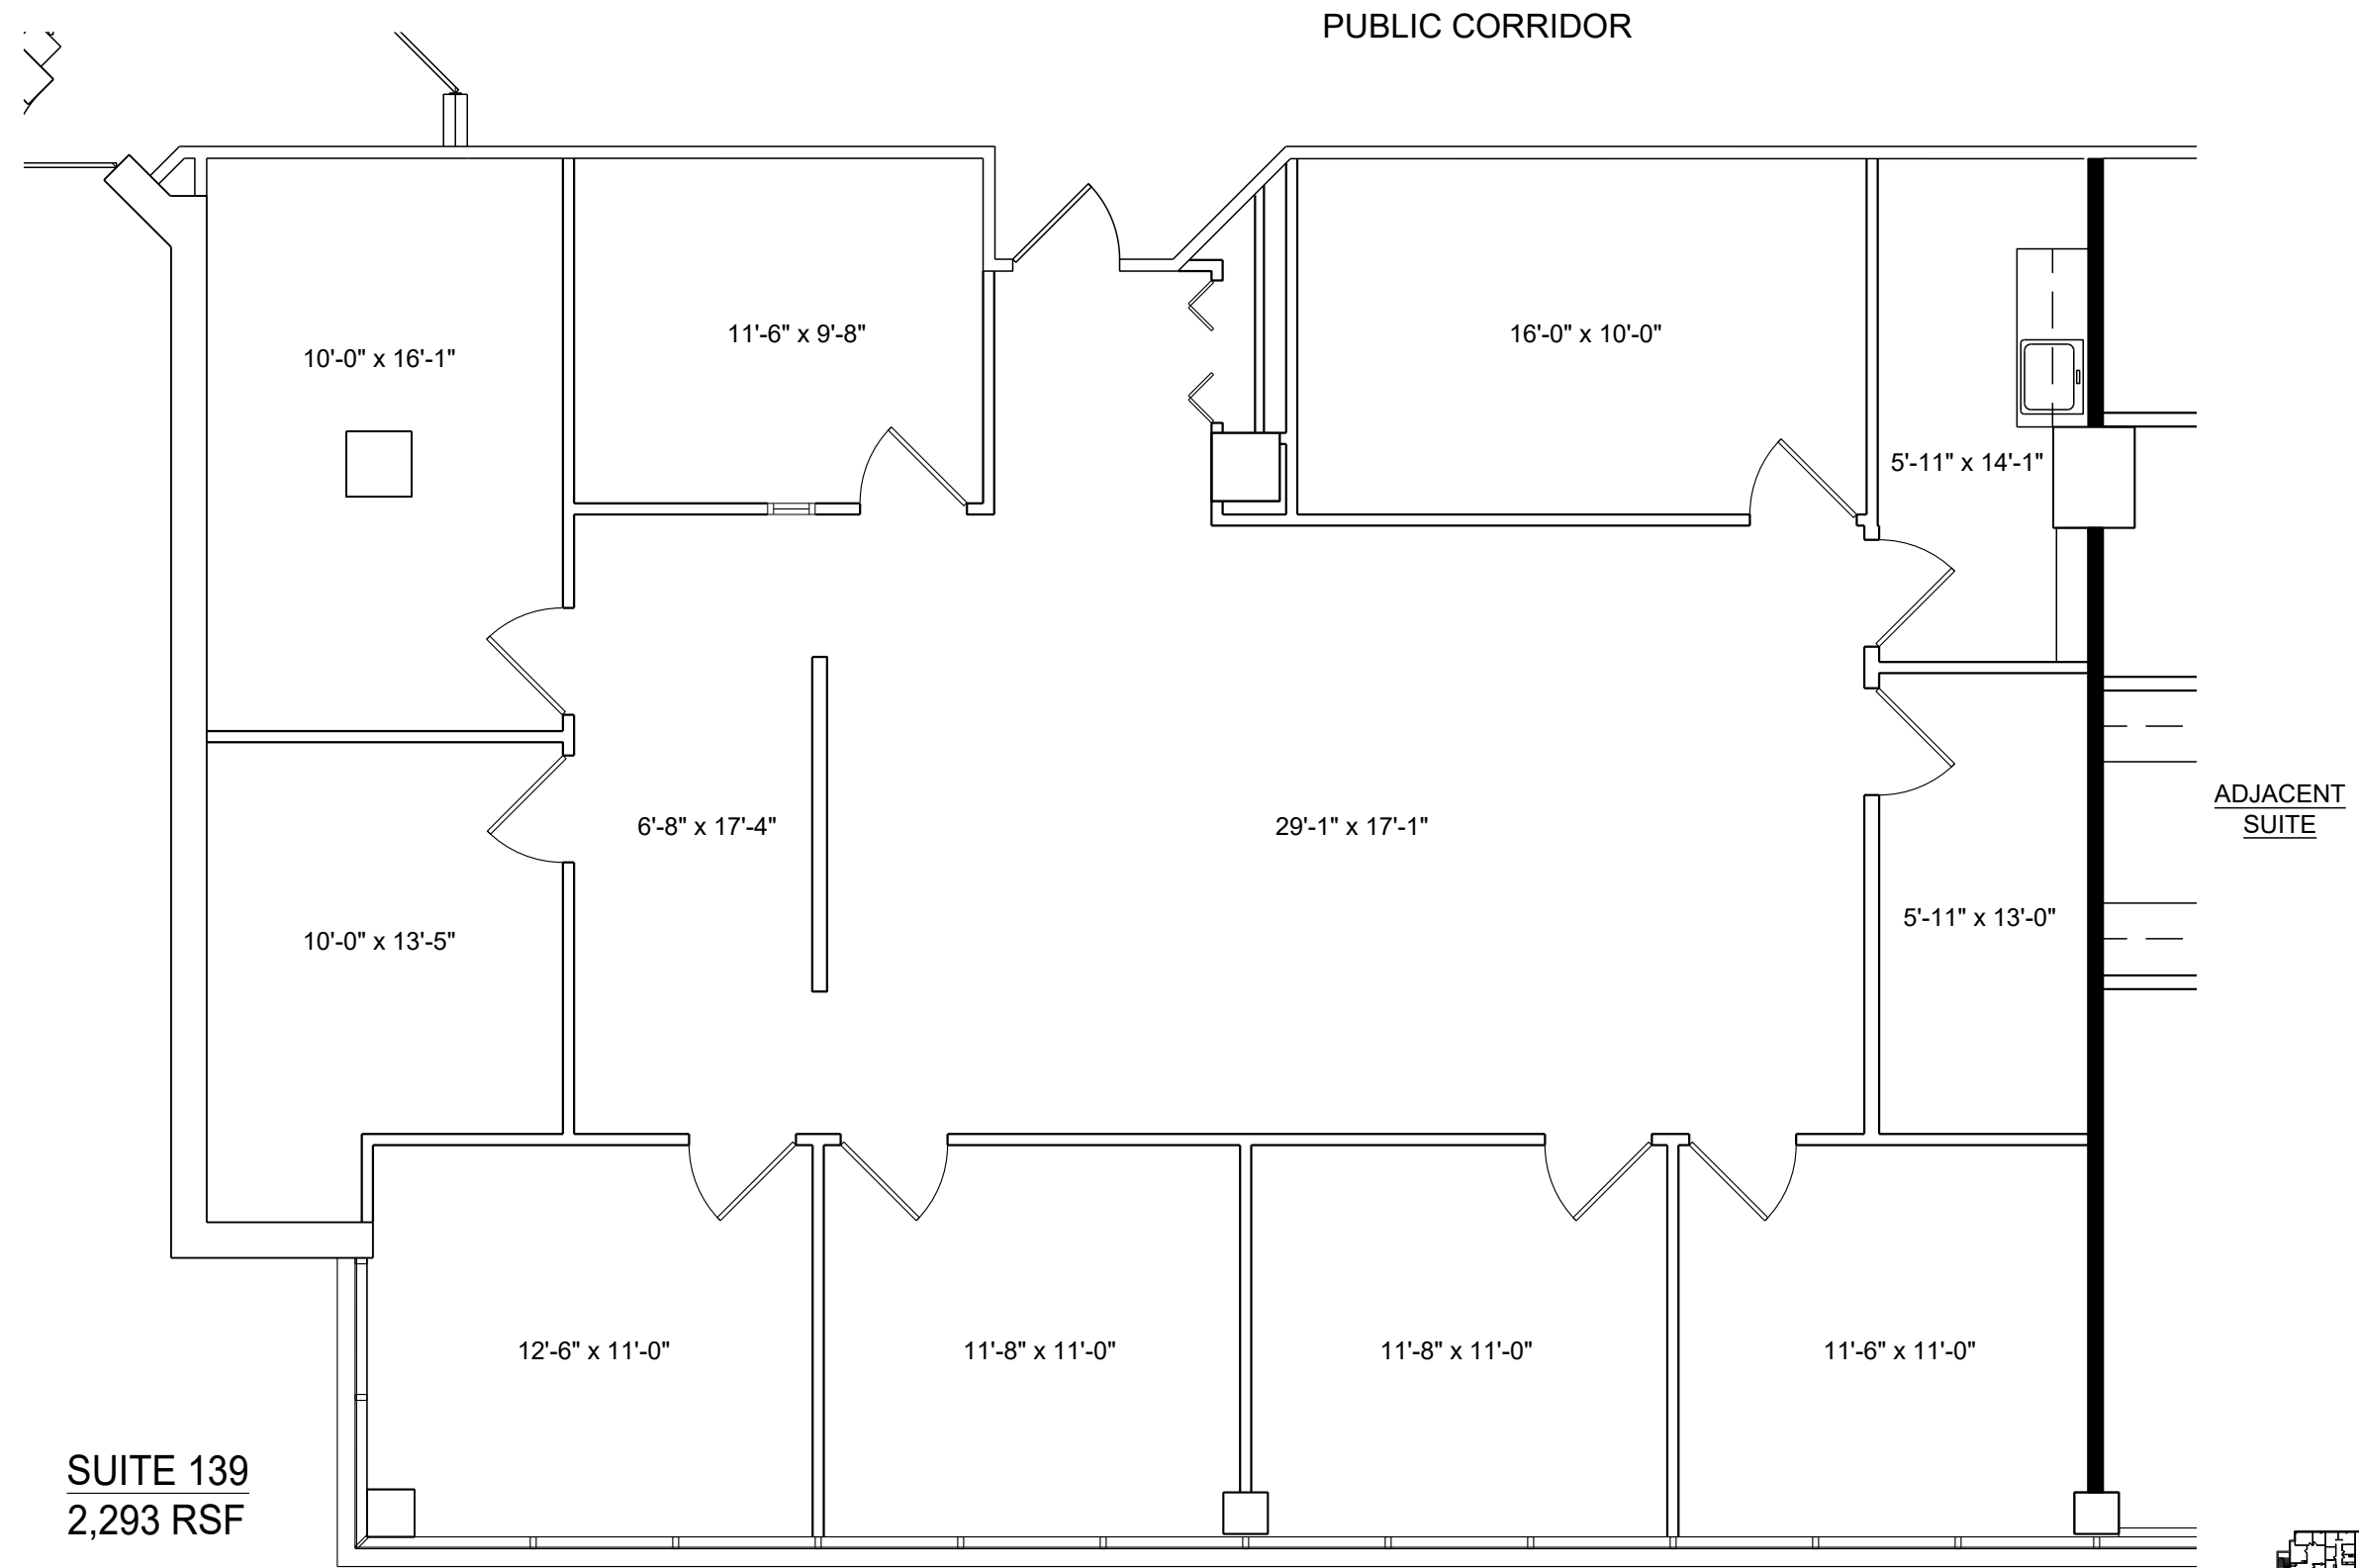 PUBLIC CORRIDOR
11'-6" x 9'-8"
16'-0" x 10'-0"
10'-0" x 16'-1"
5'-11" x 14'-1"
6'-8" x 17'-4"
29'-1" x 17'-1"
ADJACENT
SUITE
5'-11" x 13'-0"
10'-0" x 13'-5"
12'-6" x 11'-0"
11'-8" x 11'-0"
11'-8" x 11'-0"
11'-6" x 11'-0"
SUITE 139
2,293 RSF